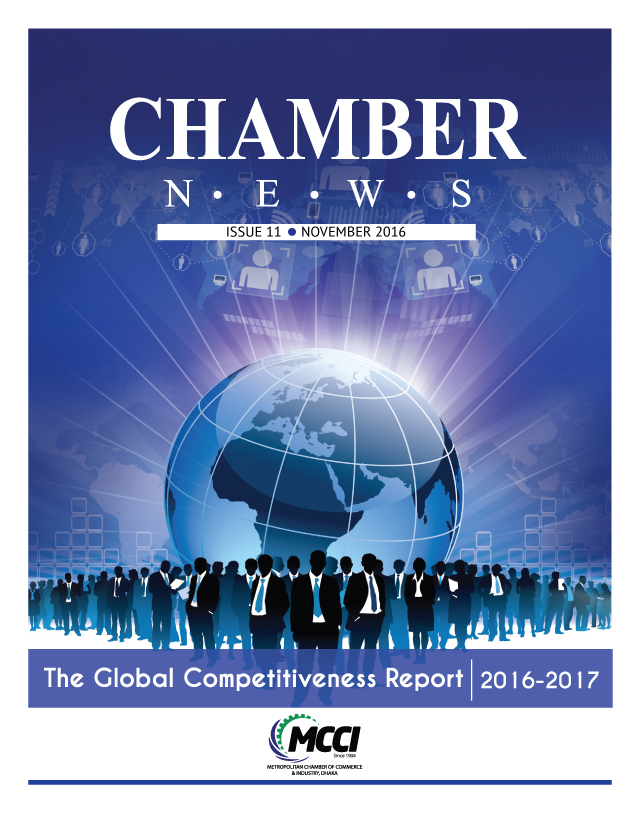 CHAMBER
N • E • W • S
ISSUE 11 ● NOVEMBER 2016
The Global Competitiveness Report | 2016-2017
MCCI
Since 1904
METROPOLITAN CHAMBER OF COMMERCE
& INDUSTRY, DHAKA